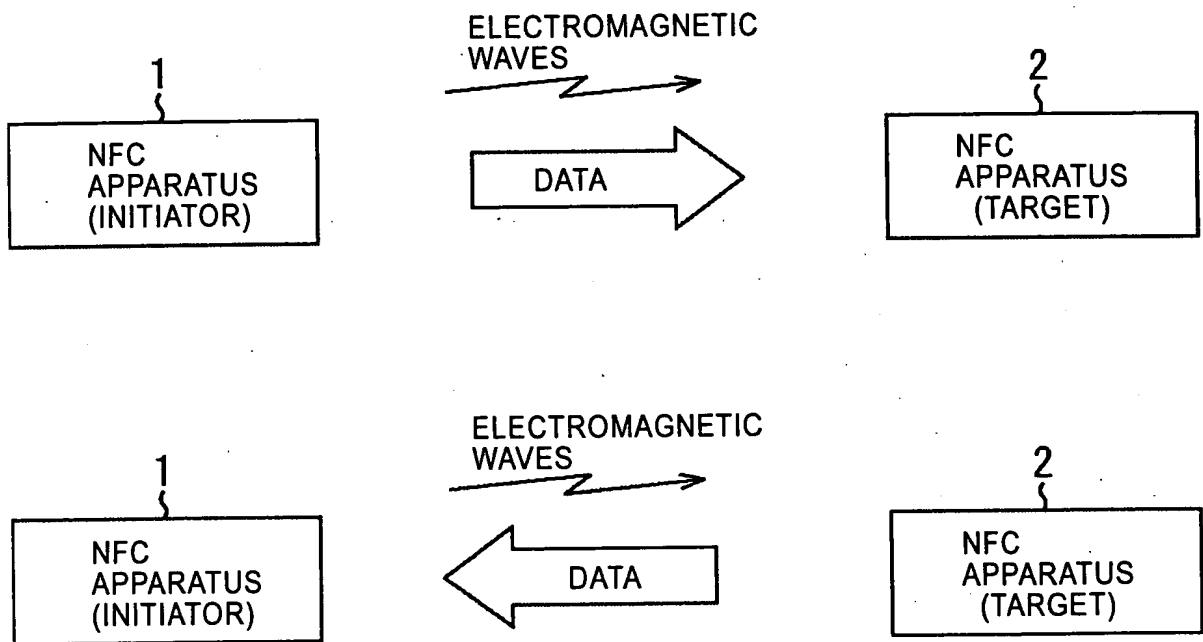 ELECTROMAGNETIC
WAVES
1
2
NFC
APPARATUS
(INITIATOR)
DATA
NFC
APPARATUS
(TARGET)
ELECTROMAGNETIC
WAVES
1
2
NFC
APPARATUS
(INITIATOR)
DATA
NFC
APPARATUS
(TARGET)